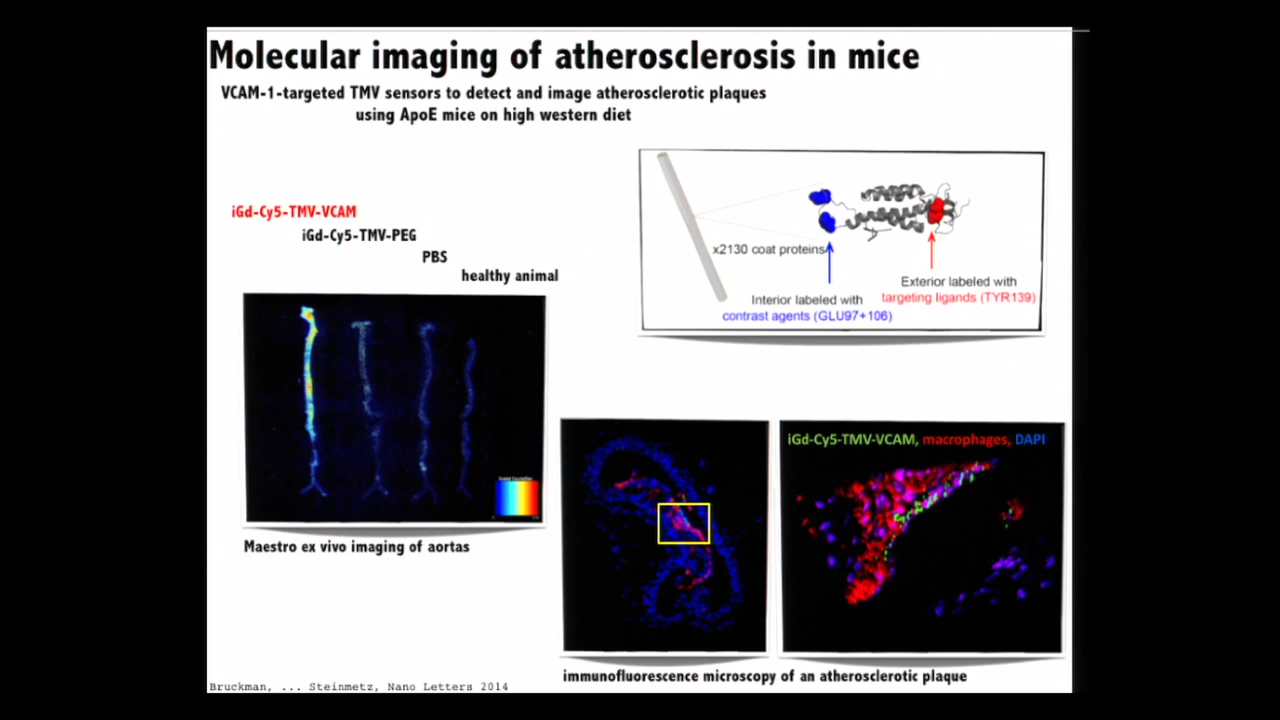 Molecular imaging of atherosclerosis in mice
VCAM-1-targeted TMV sensors to detect and image atherosclerotic plaques
using ApoE mice on high western diet
iGd-Cy5-TMV-VCAM
iGd-Cy5-TMV-PEG
PBS
healthy animal
x2130 coat proteins
Interior labeled with
contrast agents (GLU97+106)
Exterior labeled with
targeting ligands (TYR139)
Maestro ex vivo imaging of aortas
iGd-Cy5-TMV-VCAM, macrophages, DAPI
immunofluorescence microscopy of an atherosclerotic plaque
Bruckman, ... Steinmetz, Nano Letters 2014